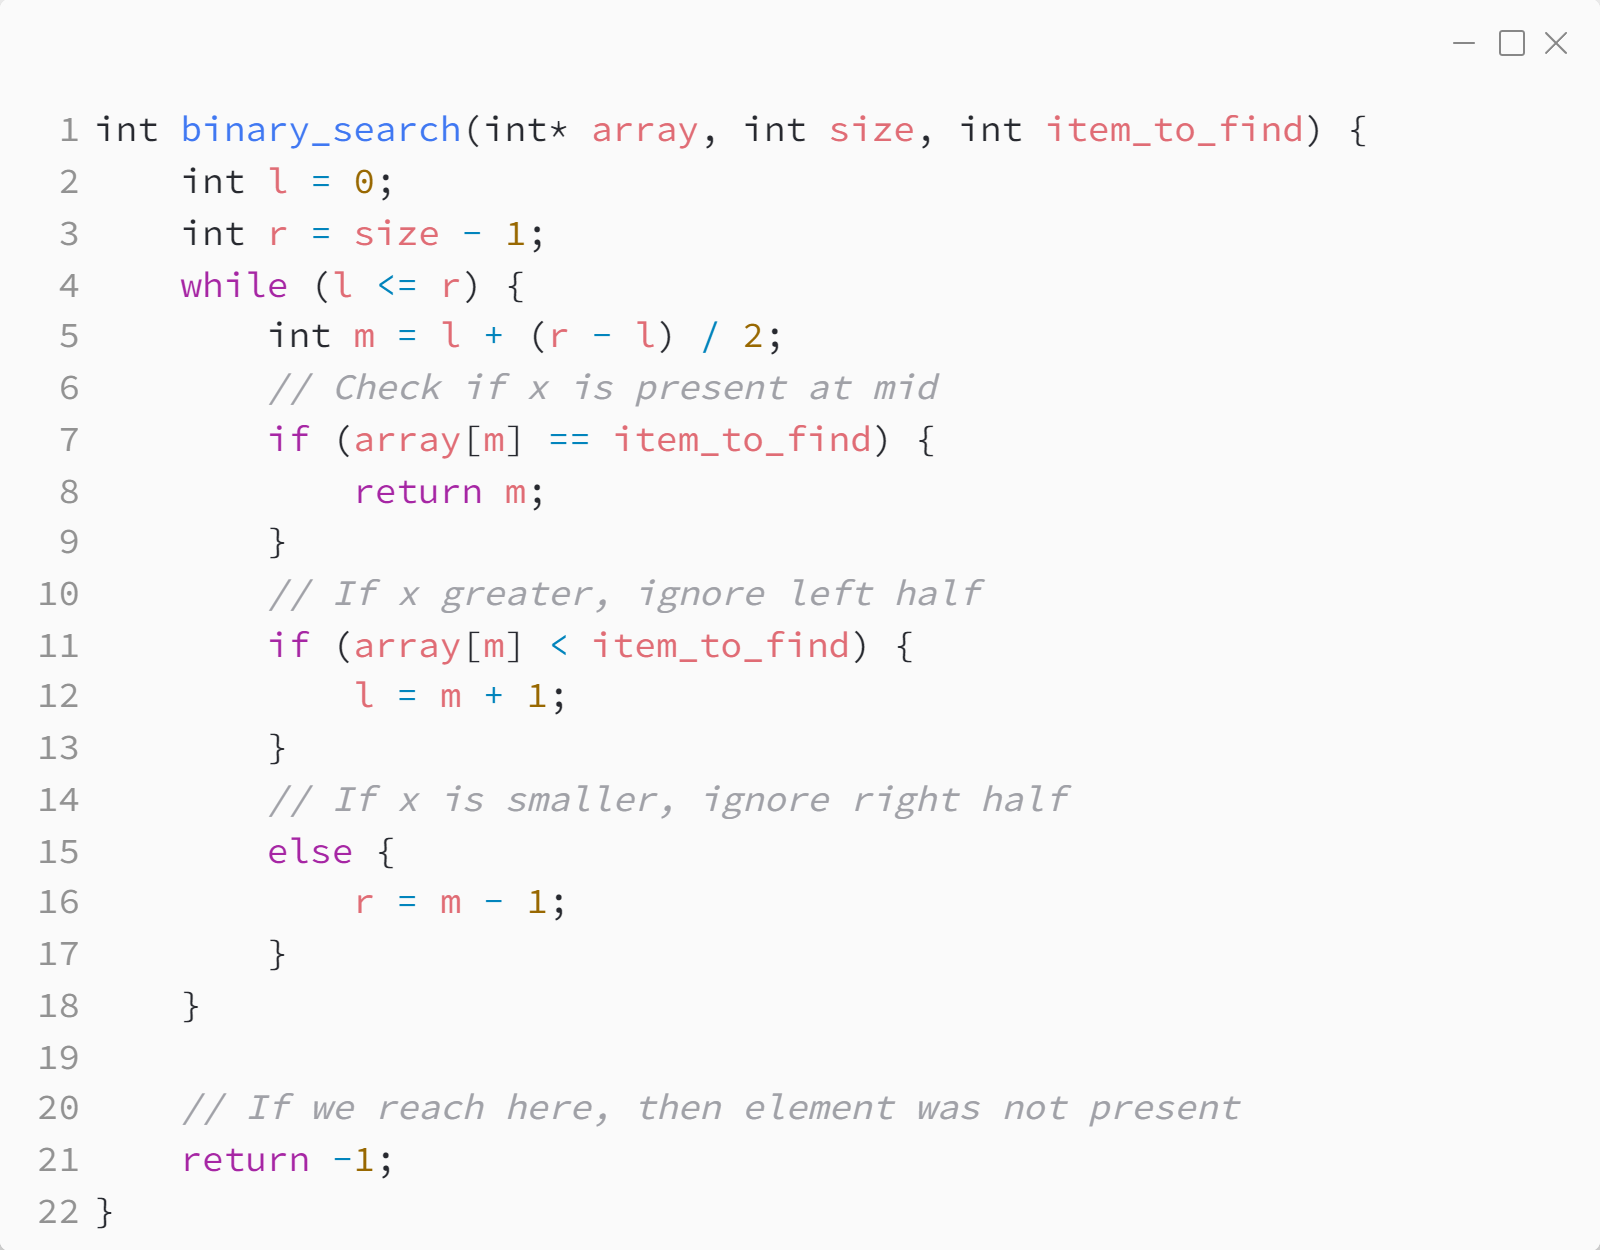 1 int binary_search(int* array, int size, int item_to_find) {
2     int l = 0;
3     int r = size - 1;
4     while (l <= r) {
5         int m = l + (r - l) / 2;
6         // Check if x is present at mid
7         if (array[m] == item_to_find) {
8             return m;
9         }
10         // If x greater, ignore left half
11         if (array[m] < item_to_find) {
12             l = m + 1;
13         }
14         // If x is smaller, ignore right half
15         else {
16             r = m - 1;
17         }
18     }
19
20     // If we reach here, then element was not present
21     return -1;
22 }